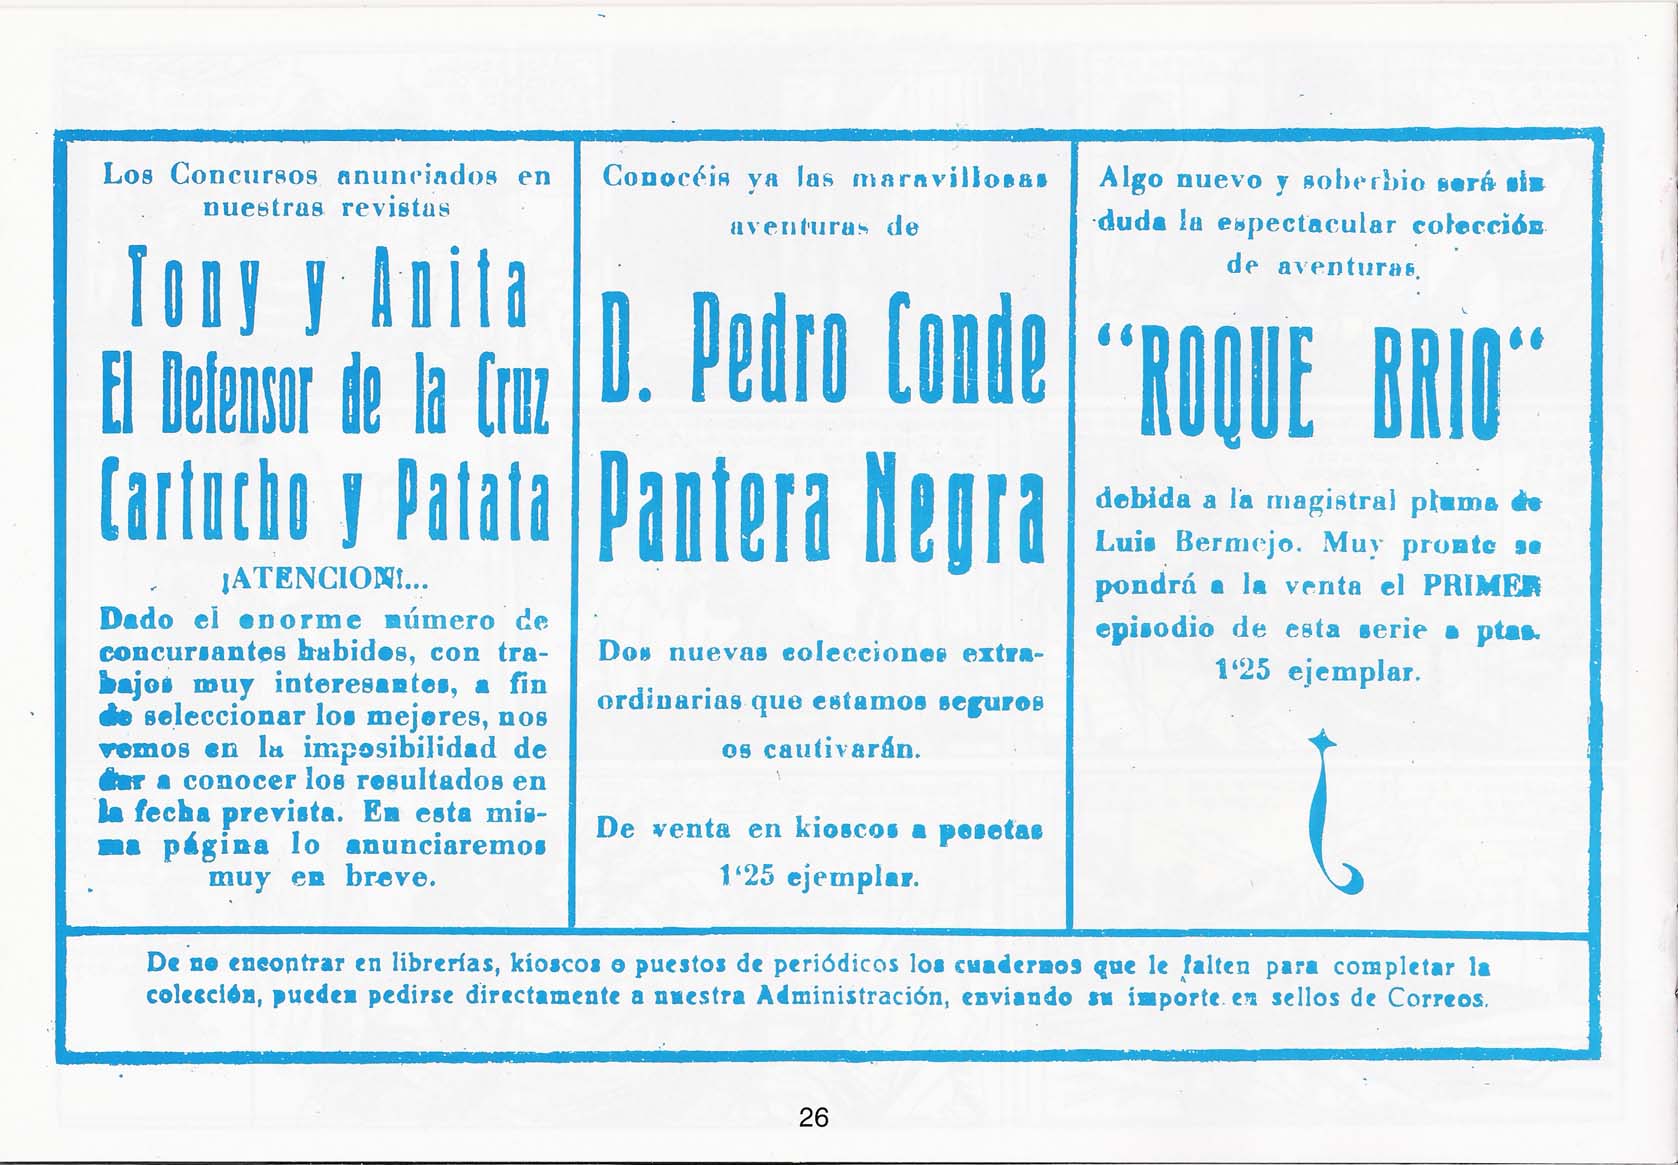 Los Concursos anunciados en
nuestras revistas
Tony y Anita
El Defensor de la Cruz
Cartucho y Patata
¡ATENCION!...
Dado el enorme número de
concursantes habidos, con tra-
bajos muy interesantes, a fin
de seleccionar los mejores, nos
vemos en la imposibilidad de
dar a conocer los resultados en
la fecha prevista. En esta mis-
ma página lo anunciaremos
muy en breve.
Conocéis ya las maravillosas
aventuras de
D. Pedro Conde
Pantera Negra
Dos nuevas colecciones extra-
ordinarias que estamos seguros
os cautivarán.
De venta en kioscos a pesetas
1‘25 ejemplar.
Algo nuevo y soberbio será sin
duda la espectacular colección
de aventuras.
“ROQUE BRIO“
debida a la magistral pluma de
Luis Bermejo. Muy pronto se
pondrá a la venta el PRIMER
episodio de esta serie a ptas.
1‘25 ejemplar.
De no encontrar en librerías, kioscos o puestos de periódicos los cuadernos que le falten para completar la
colección, pueden pedirse directamente a nuestra Administración, enviando su importe en sellos de Correos.
26